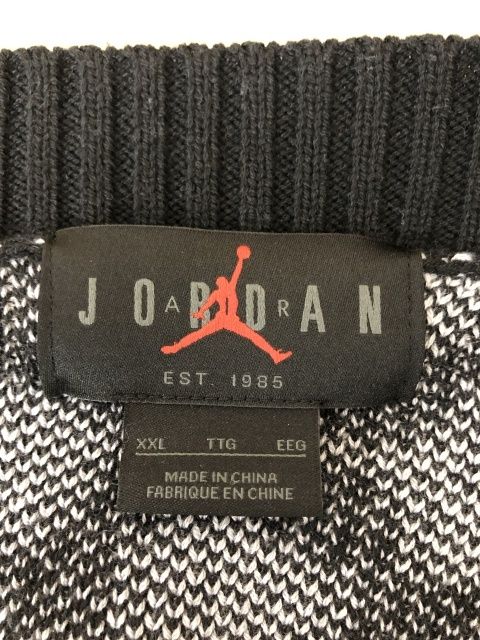 JORDAN
AIR
EST. 1985
XXL TTG EEG
MADE IN CHINA
FABRIQUE EN CHINE